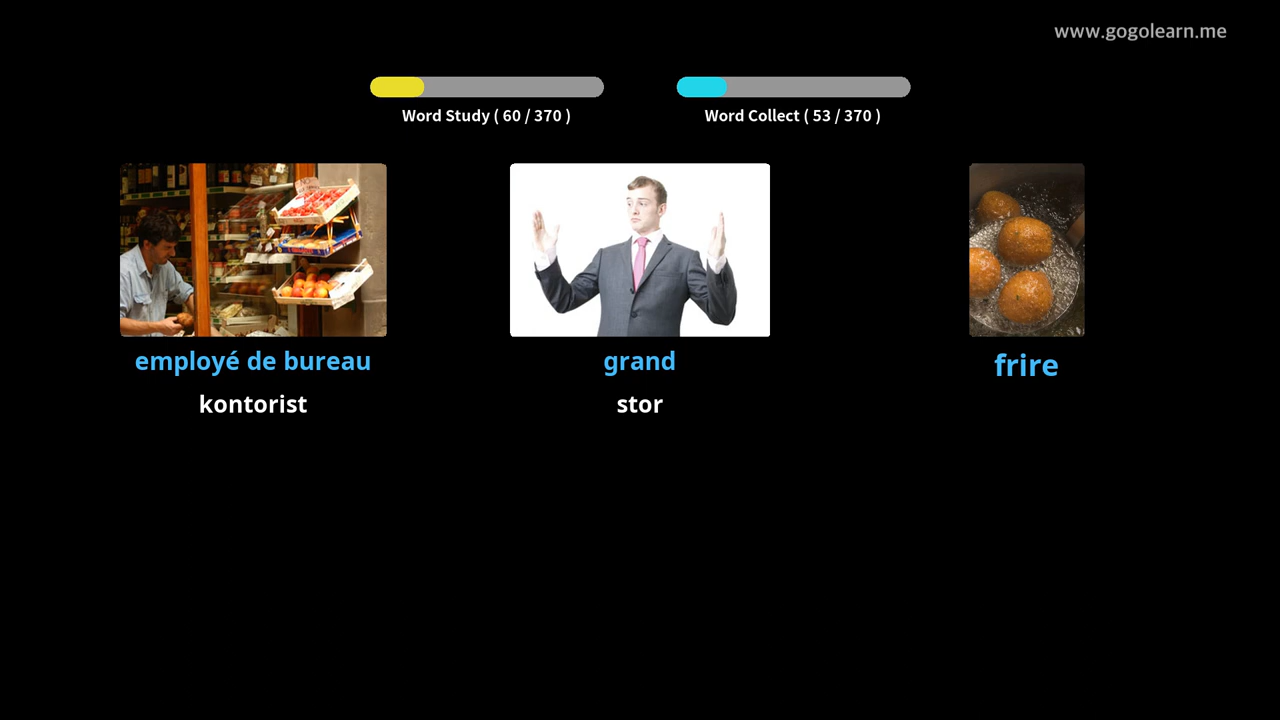 www.gogolearn.me
Word Study ( 60 / 370 )
Word Collect ( 53 / 370 )
employé de bureau
kontorist
grand
stor
frire